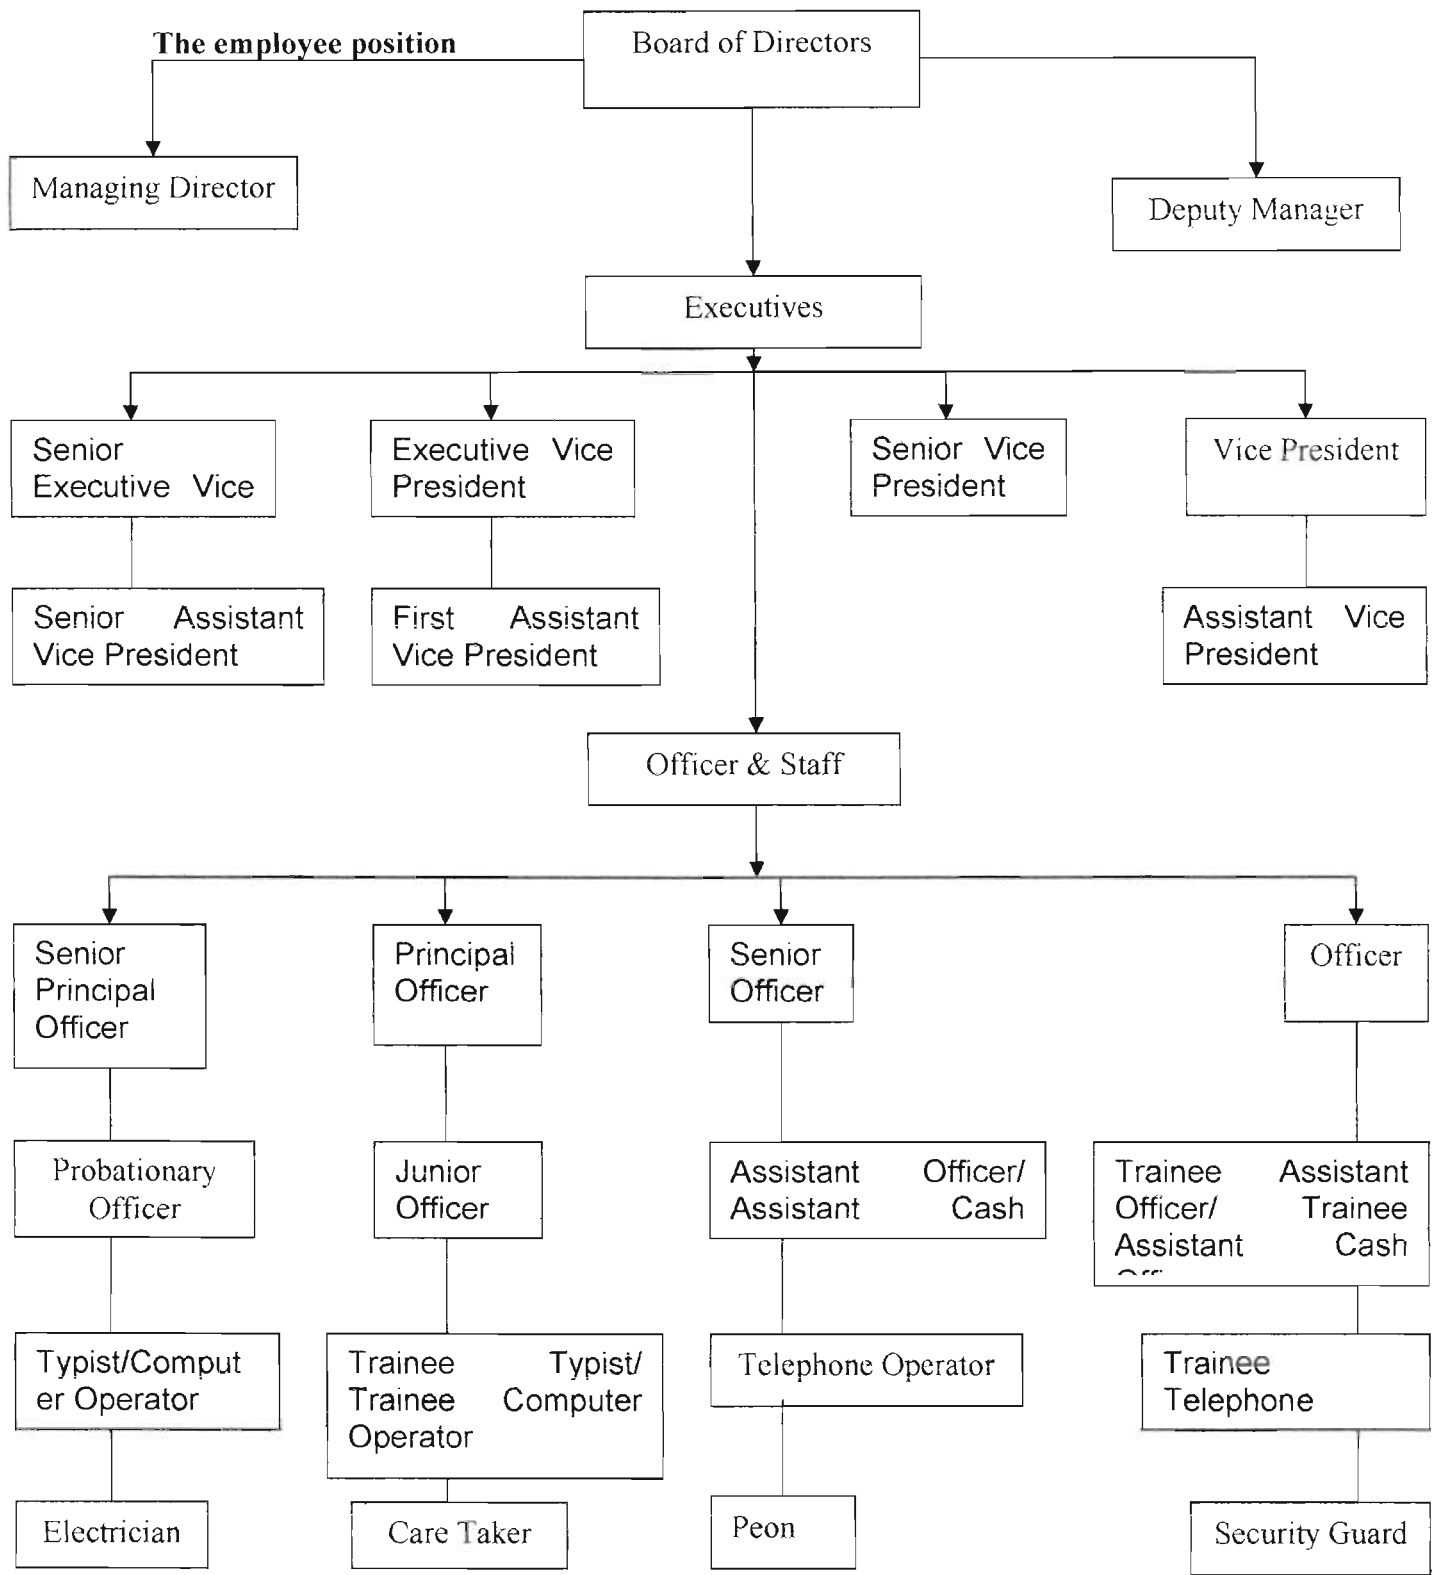 The employee position
Board of Directors
Managing Director
Deputy Manager
Executives
Senior
Executive Vice
Executive Vice
President
Senior Vice
President
Vice President
Senior Assistant
Vice President
First Assistant
Vice President
Assistant Vice
President
Officer & Staff
Senior
Principal
Officer
Principal
Officer
Senior
Officer
Officer
Probationary
Officer
Junior
Officer
Assistant Officer/
Assistant Cash
Trainee Assistant
Officer/ Trainee
Assistant Cash
Typist/Comput
er Operator
Trainee Typist/
Trainee Computer
Operator
Telephone Operator
Trainee
Telephone
Electrician
Care Taker
Peon
Security Guard